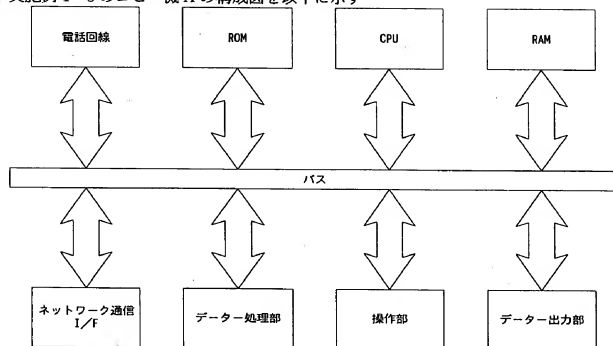 電話回線
ROM
CPU
RAM
バス
ネットワーク通信
I/F
データー処理部
操作部
データー出力部